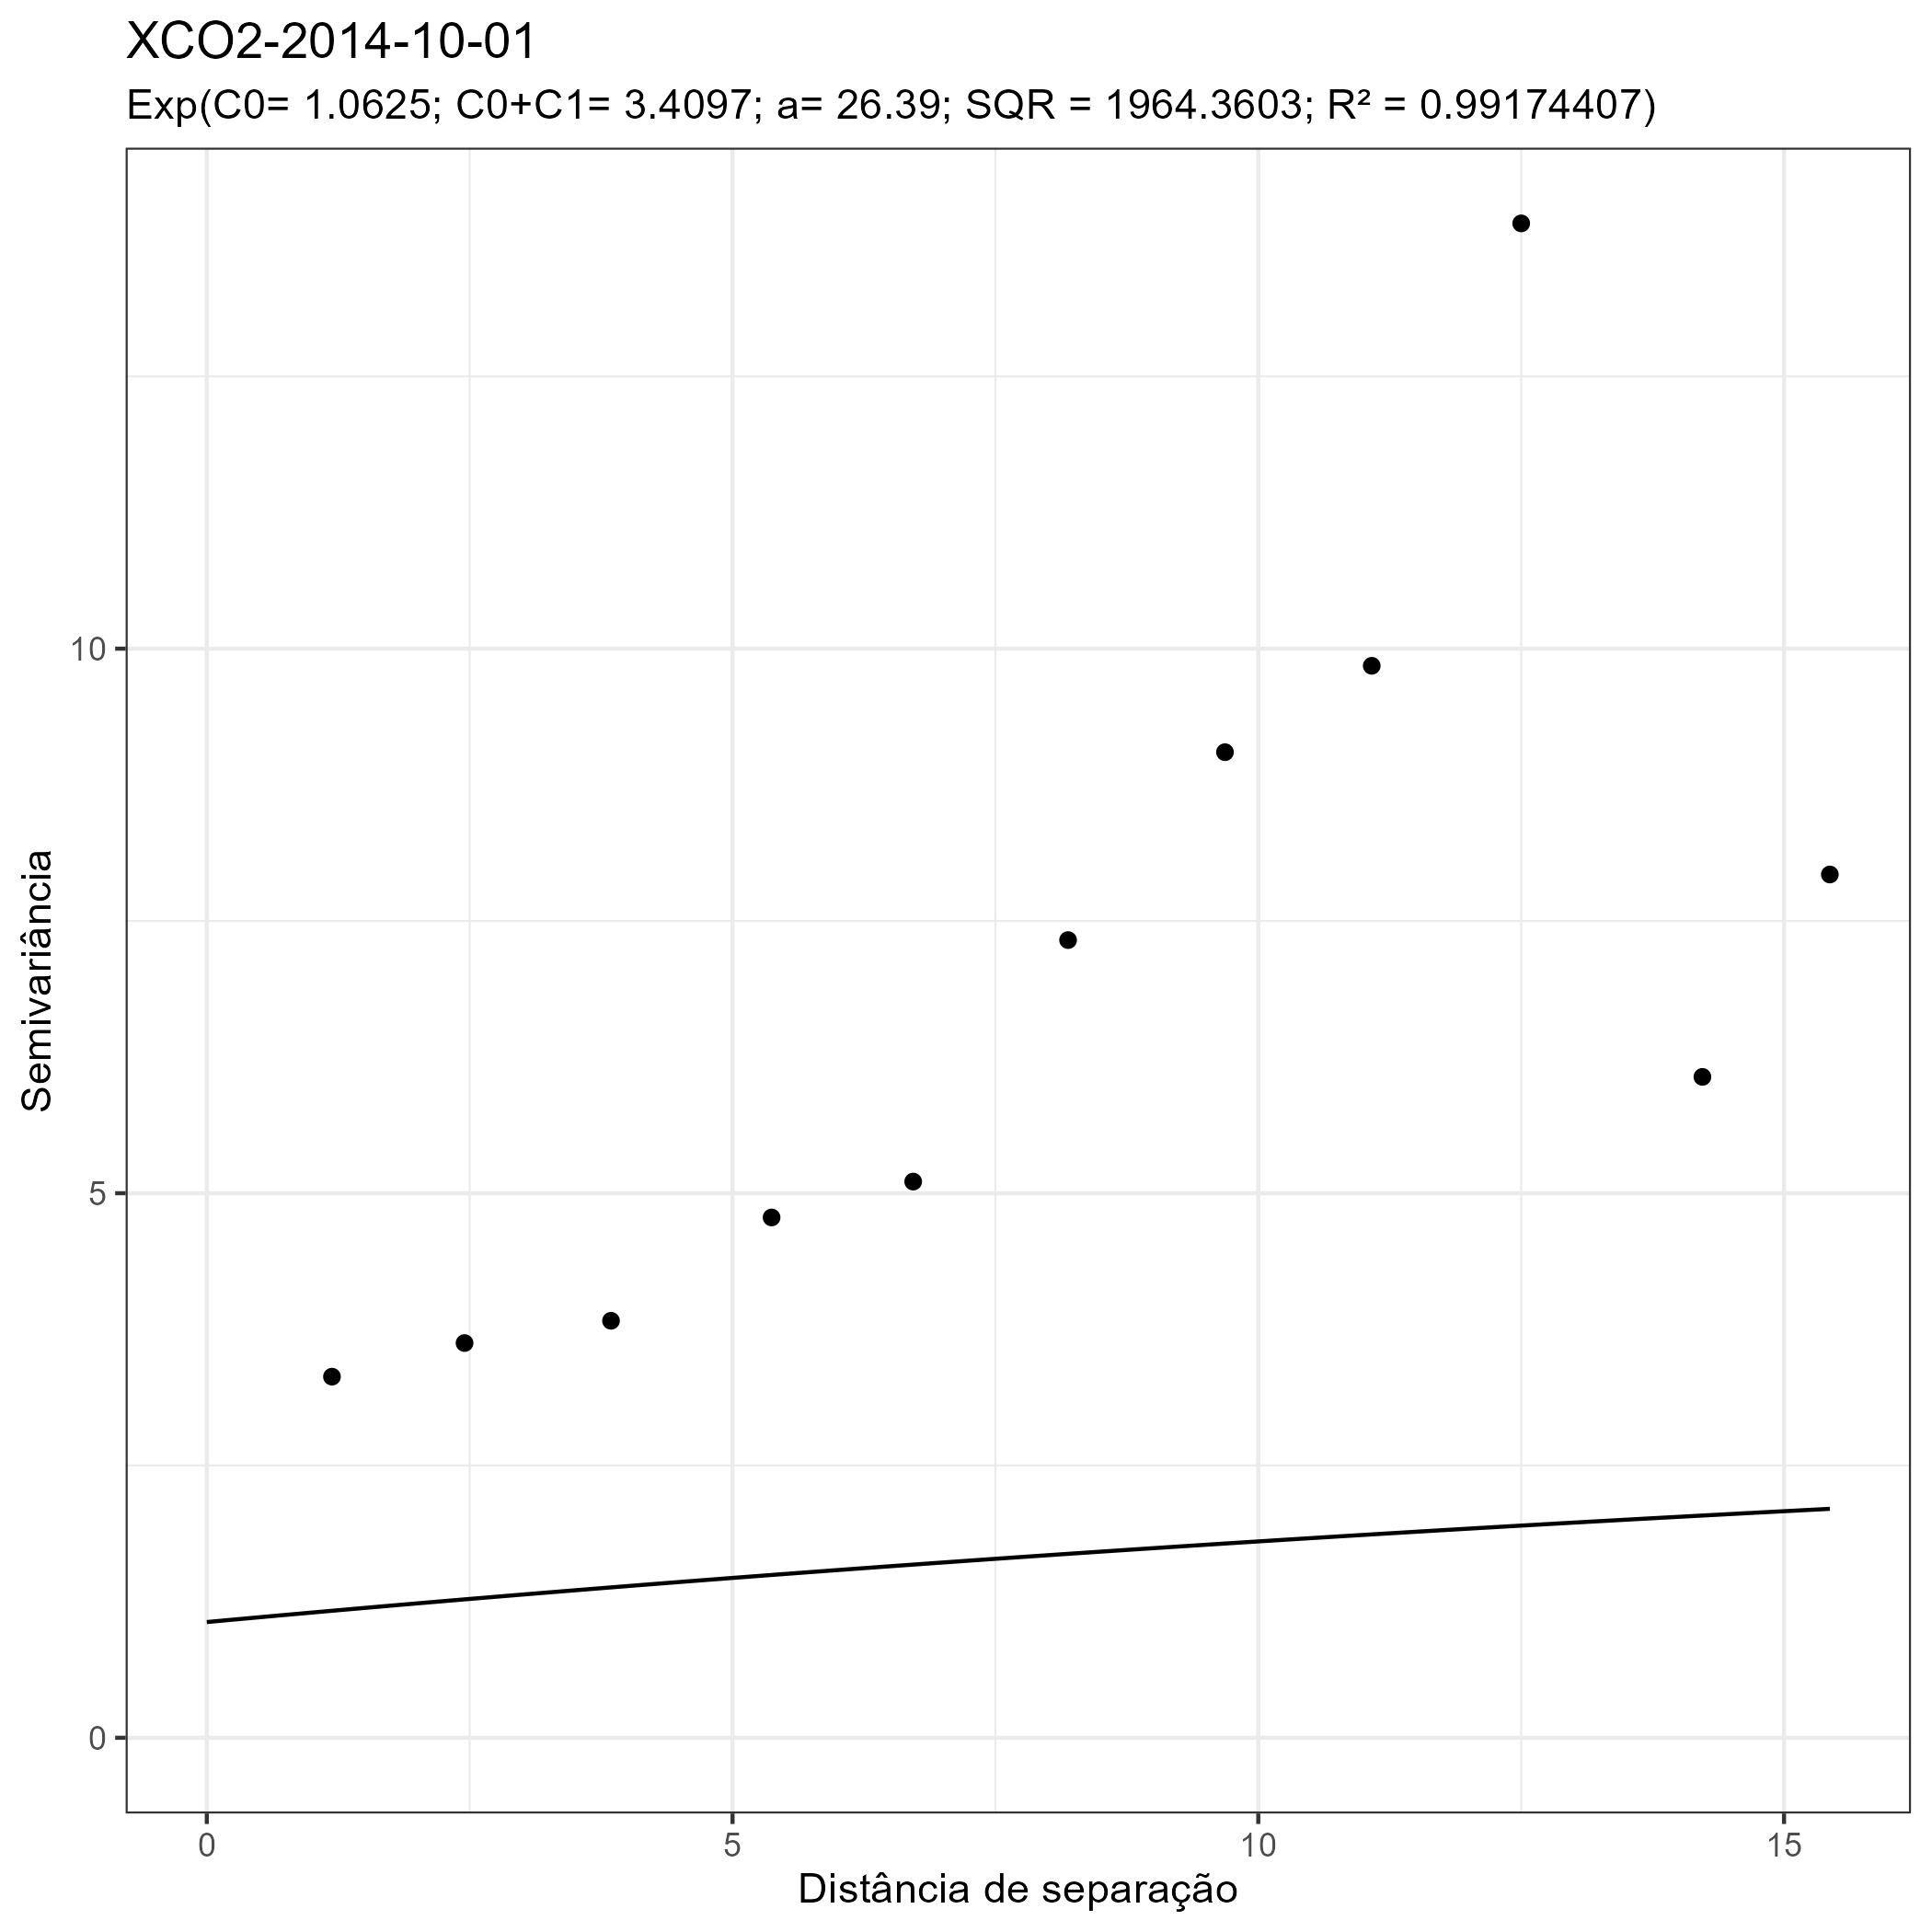 XCO2-2014-10-01
Exp(C0= 1.0625; C0+C1= 3.4097; a= 26.39; SQR = 1964.3603; R² = 0.99174407)
Semivariância
10
5
0
0 5 10 15
Distância de separação